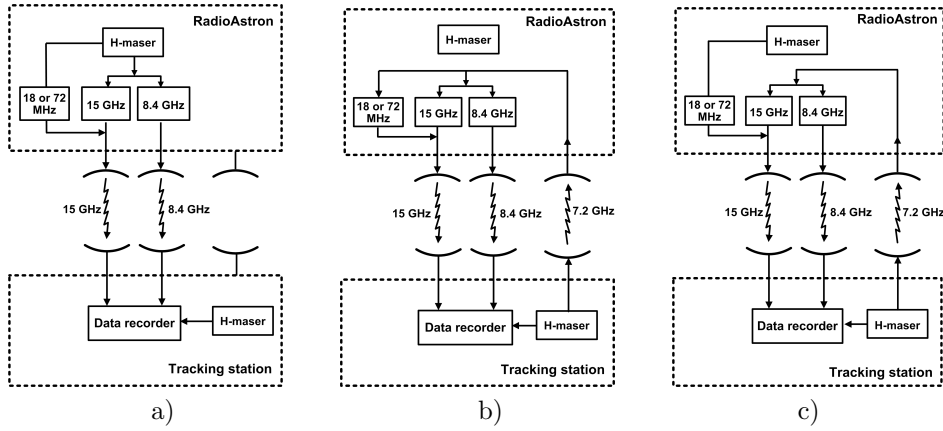 RadioAstron
H-maser
18 or 72
MHz
15 GHz
8.4 GHz
15 GHz
8.4 GHz
Data recorder
H-maser
Tracking station
a)
RadioAstron
H-maser
18 or 72
MHz
15 GHz
8.4 GHz
15 GHz
8.4 GHz
7.2 GHz
Data recorder
H-maser
Tracking station
b)
RadioAstron
H-maser
18 or 72
MHz
15 GHz
8.4 GHz
15 GHz
8.4 GHz
7.2 GHz
Data recorder
H-maser
Tracking station
c)